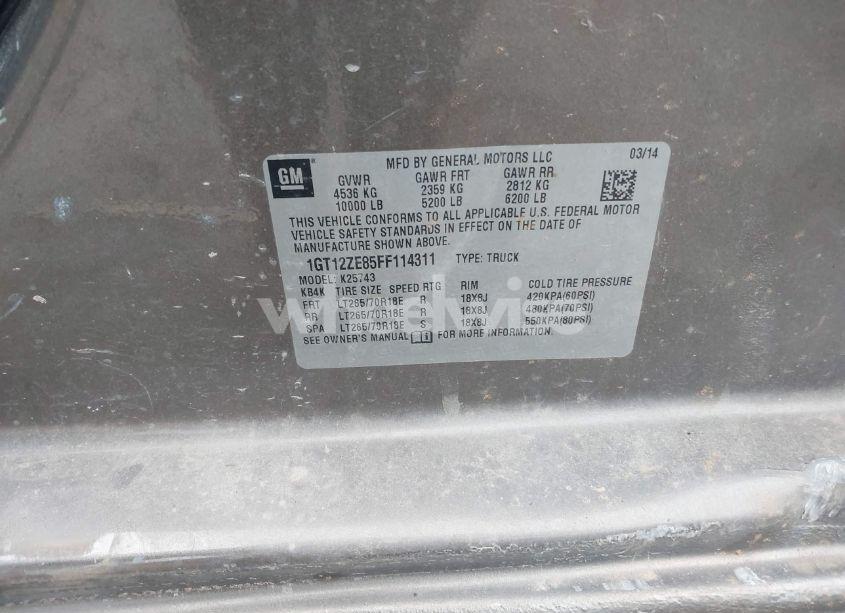 GM
MFD BY GENERAL MOTORS LLC 03/14
GVWR GAWR FRT GAWR RR
4536 KG 2359 KG 2812 KG
10000 LB 5200 LB 6200 LB
THIS VEHICLE CONFORMS TO ALL APPLICABLE U.S. FEDERAL MOTOR
VEHICLE SAFETY STANDARDS IN EFFECT ON THE DATE OF
MANUFACTURE SHOWN ABOVE.
1GT12ZE85FF114311 TYPE: TRUCK
MODEL: K25743
KB4K TIRE SIZE SPEED RTG RIM COLD TIRE PRESSURE
FRT LT265/70R18E R 18X8J 420KPA(60PSI)
RR LT265/70R18E R 18X8J 480KPA(70PSI)
SPA LT265/70R18E S 18X8J 550KPA(80PSI)
SEE OWNER'S MANUAL FOR MORE INFORMATION.